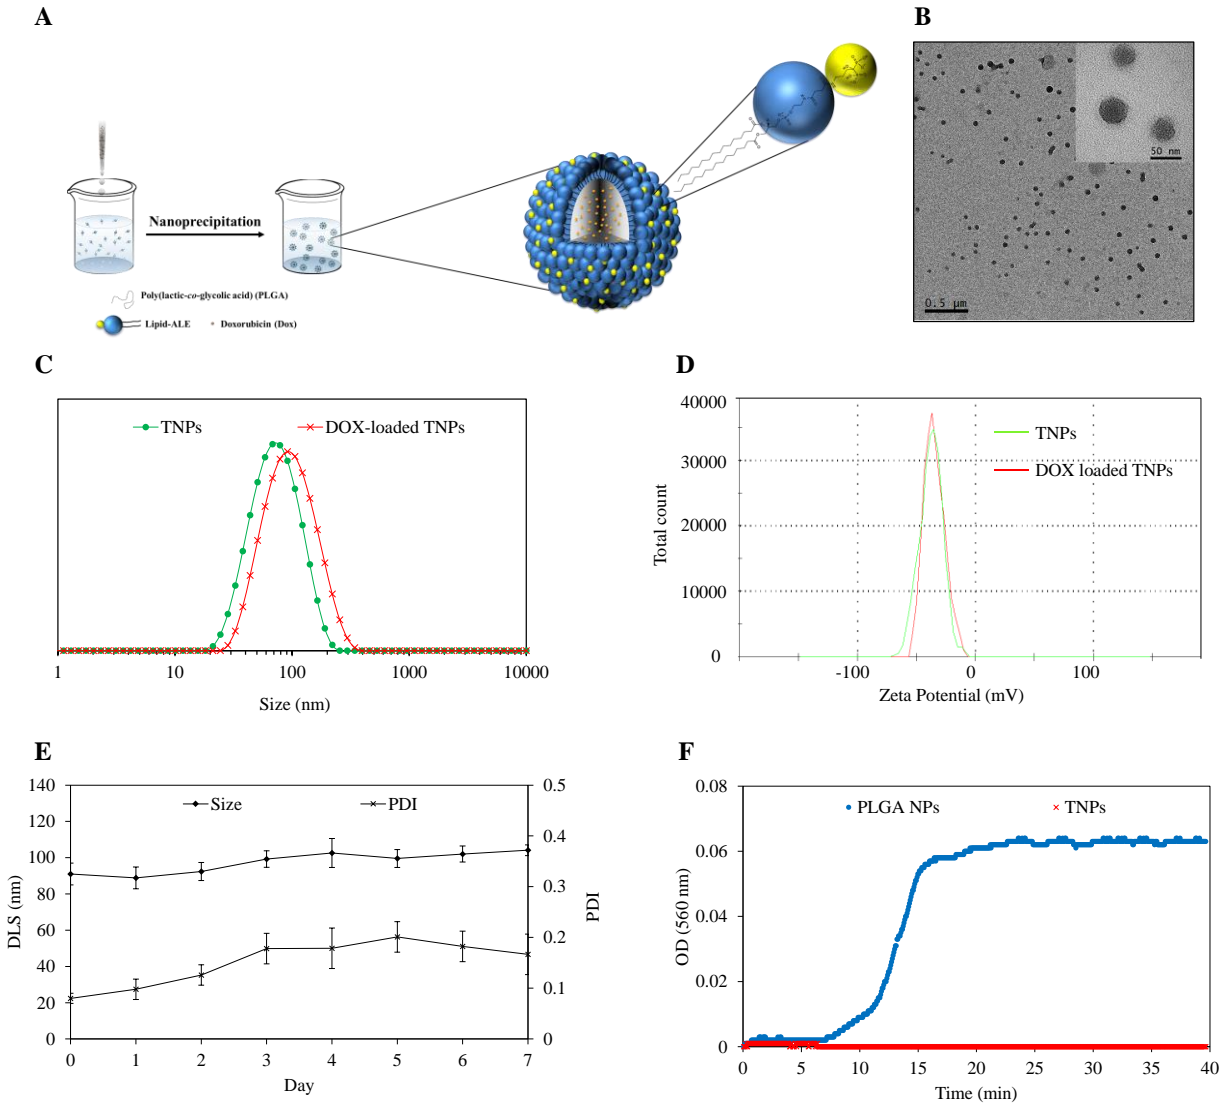 A
B
Nanoprecipitation
Poly(lactic-co-glycolic acid) (PLGA)
Lipid-ALE
Doxorubicin (Dox)
50 nm
0.5 μm
C
TNPs
DOX-loaded TNPs
1
10
100
1000
10000
Size (nm)
D
40000
30000
20000
10000
0
Total count
TNPs
DOX loaded TNPs
-100
0
100
Zeta Potential (mV)
E
140
120
100
80
60
40
20
0
DLS (nm)
Size
PDI
0.5
0.4
0.3
0.2
0.1
0
PDI
0
1
2
3
4
5
6
7
Day
F
0.08
0.06
0.04
0.02
0
OD (560 nm)
PLGA NPs
TNPs
0
5
10
15
20
25
30
35
40
Time (min)